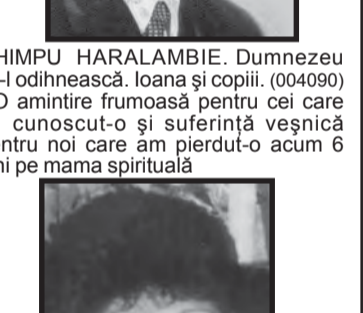 HIMPU HARALAMBIE. Dumnezeu
-l odihnească. Ioana şi copiii. (004090)
O amintire frumoasă pentru cei care
cunoscut-o şi suferinţă veşnică
ntru noi care am pierdut-o acum 6
ni pe mama spirituală